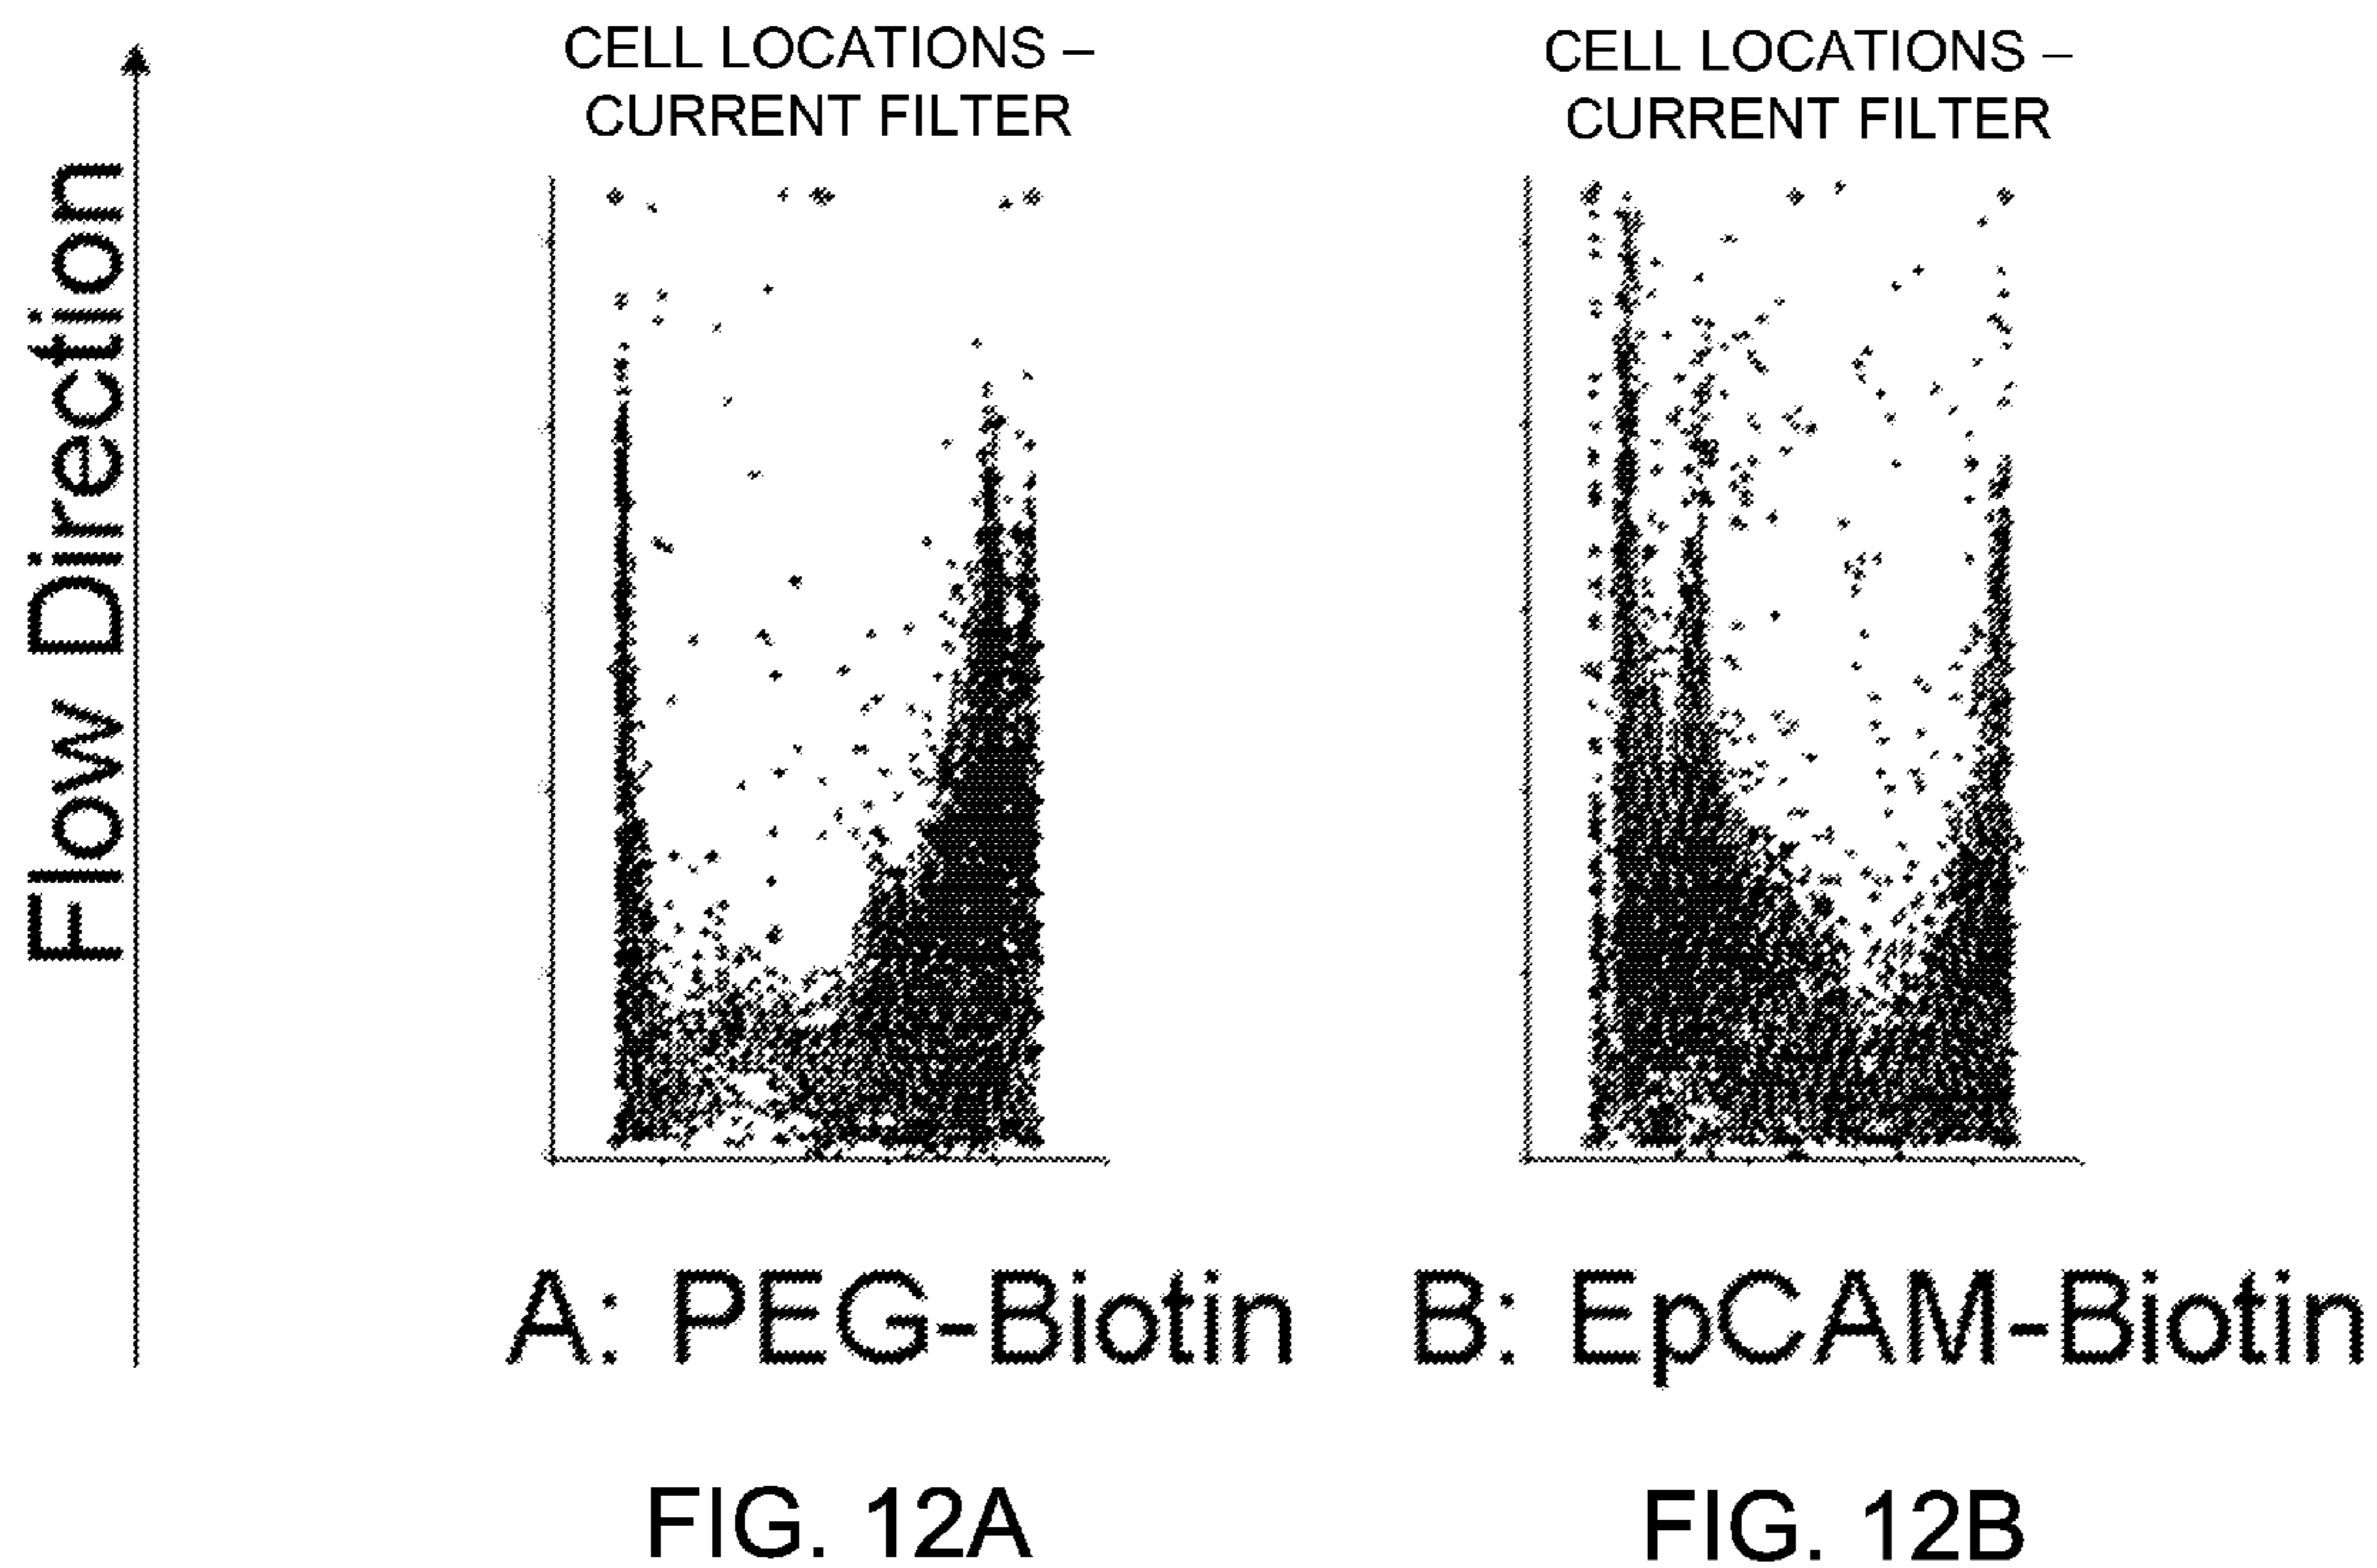 Flow Direction
CELL LOCATIONS –
CURRENT FILTER
A: PEG-Biotin
FIG. 12A
CELL LOCATIONS –
CURRENT FILTER
B: EpCAM-Biotin
FIG. 12B